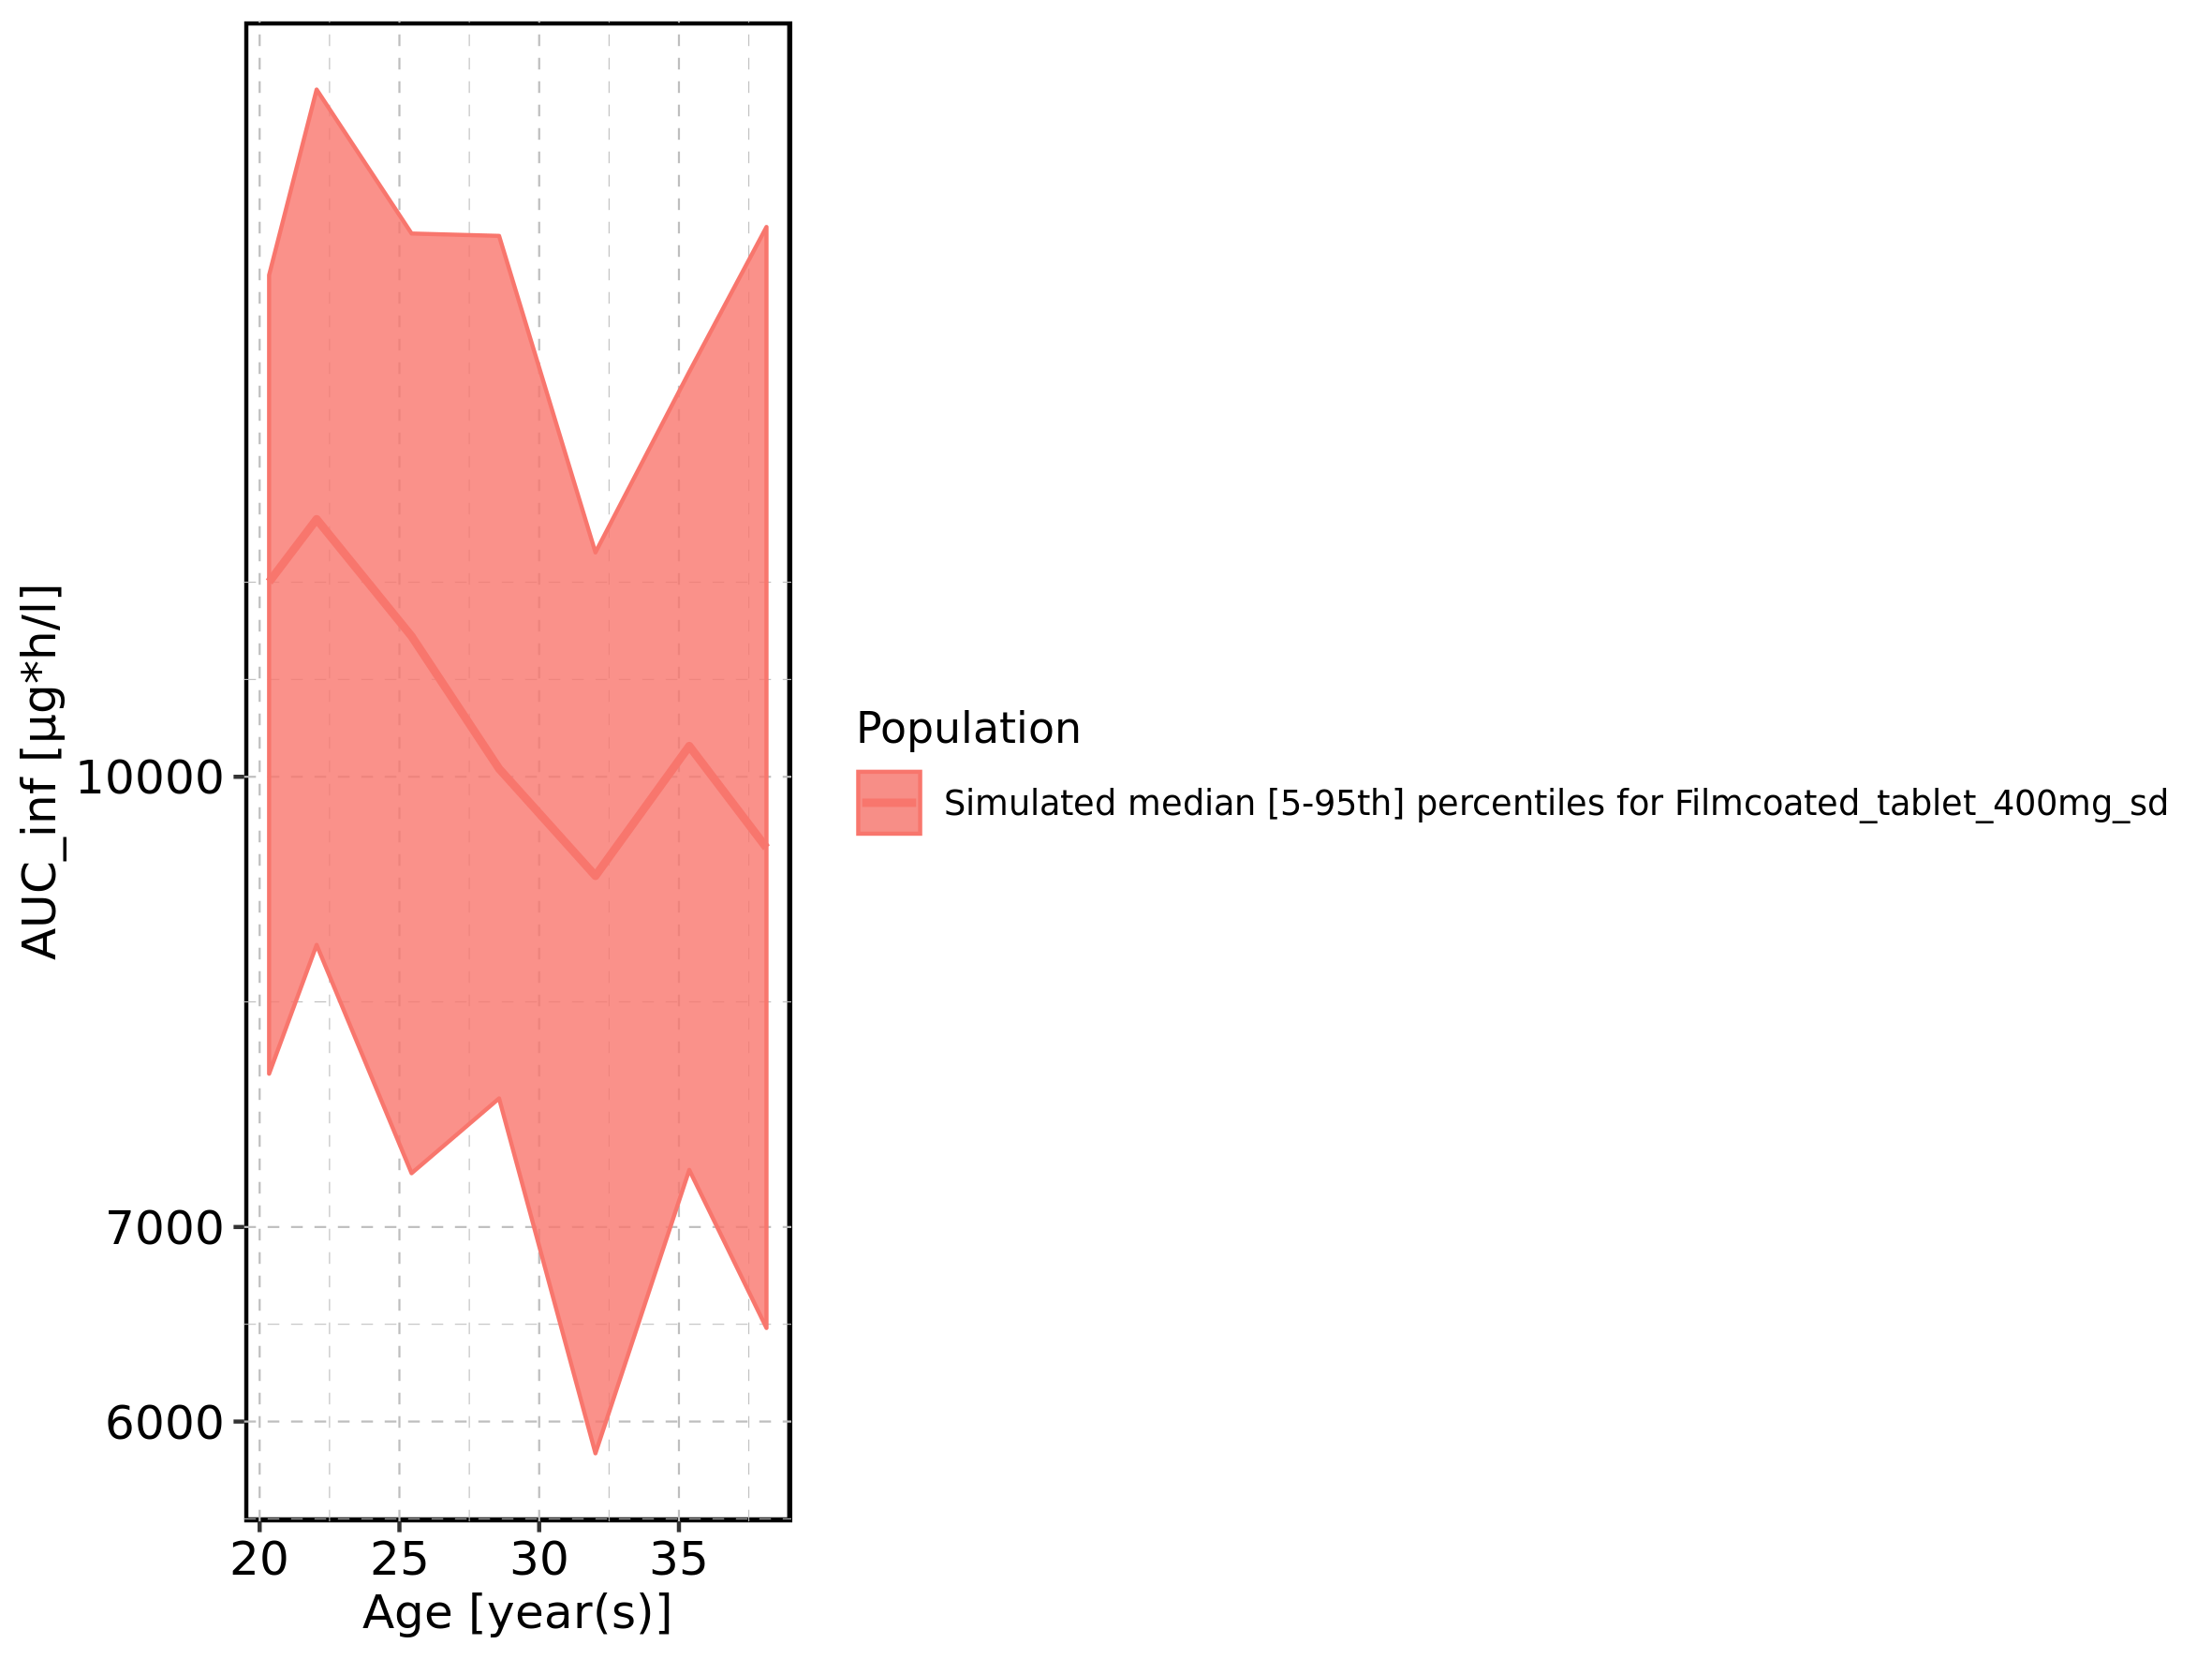 AUC_inf [µg*h/l]
10000
7000
6000
20 25 30 35
Age [year(s)]
Population
Simulated median [5-95th] percentiles for Filmcoated_tablet_400mg_sd